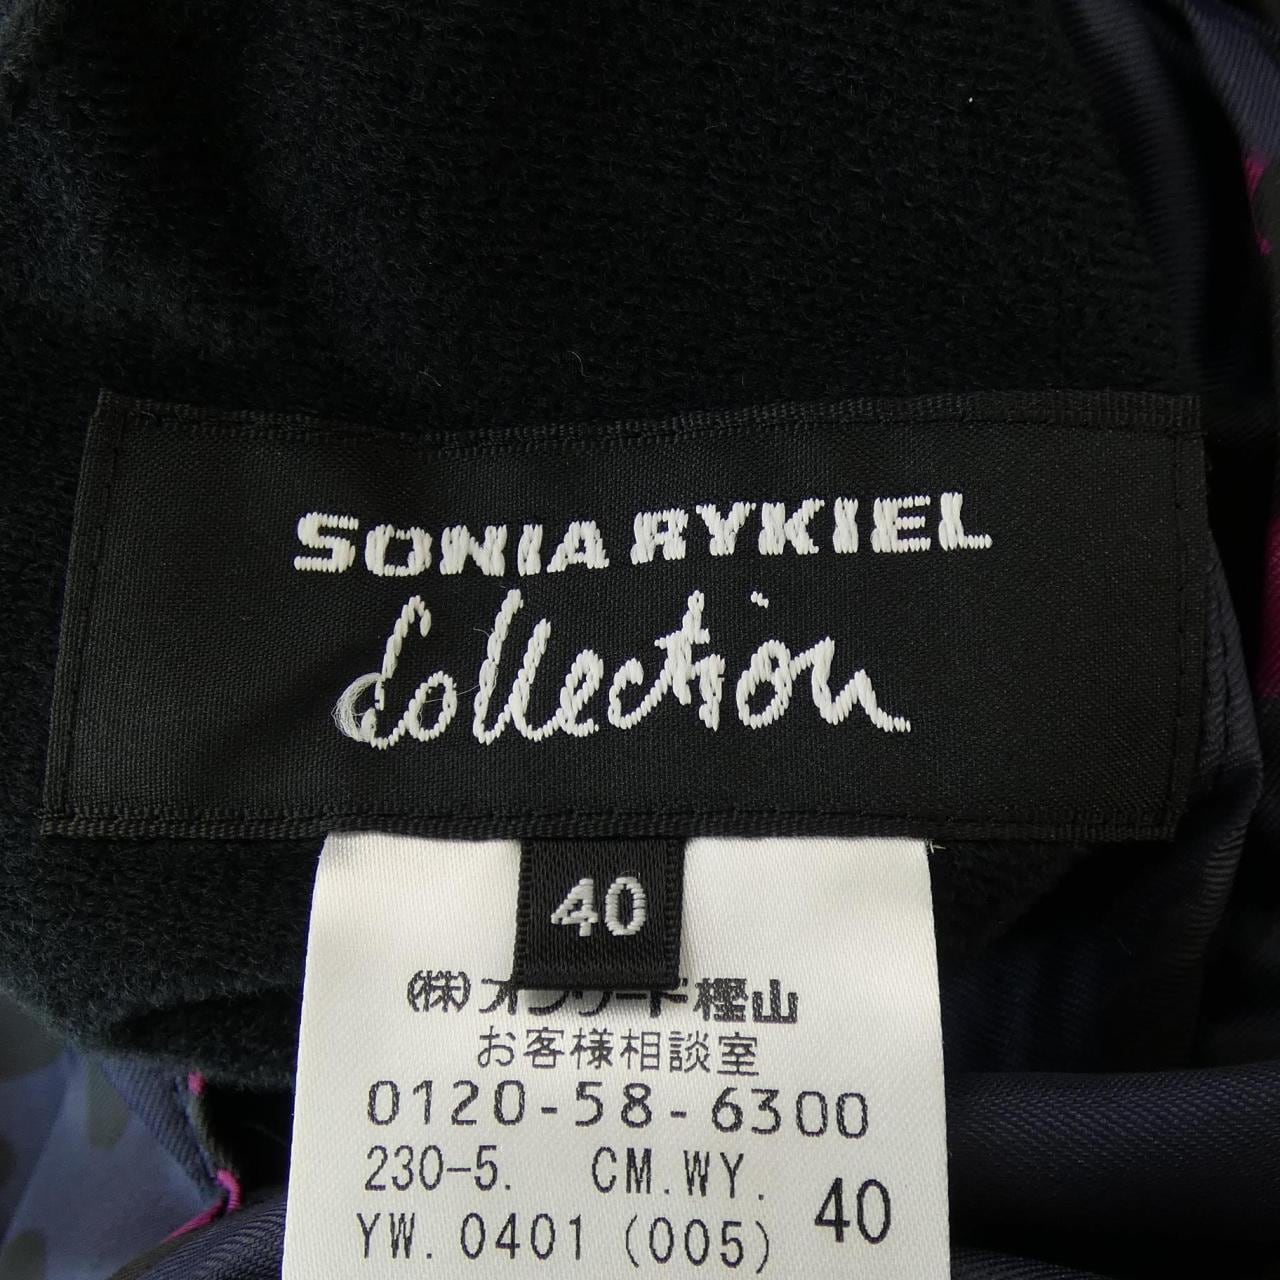 SONIA RYKIEL
Collection
40
(株)オンワード樫山
お客様相談室
0120-58-6300
230-5. CM.WY.
YW. 0401 (005)
40